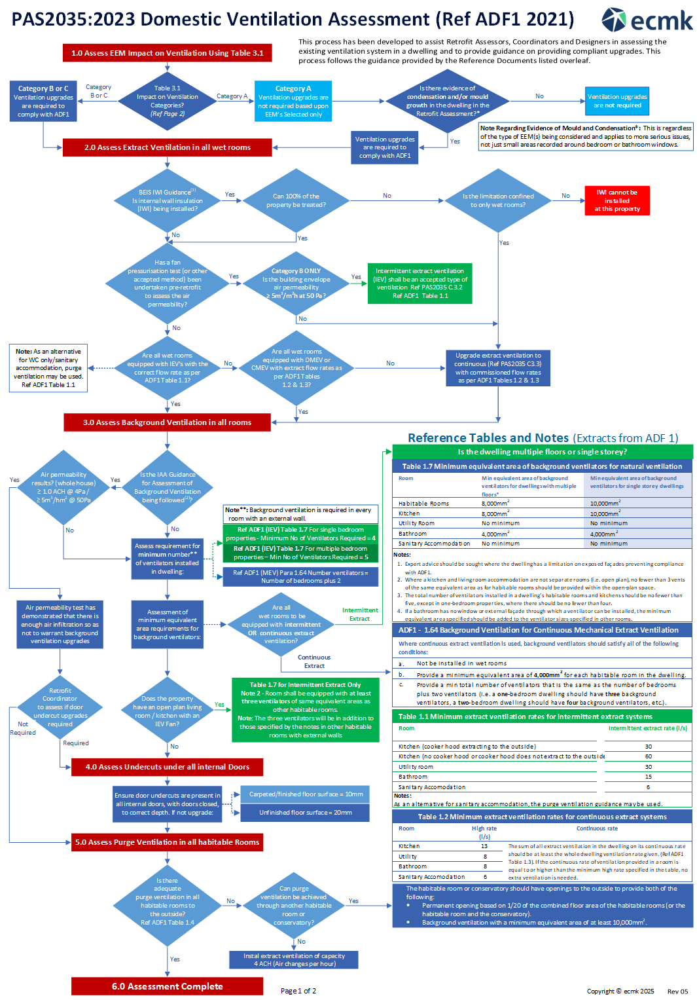 PAS2035:2023 Domestic Ventilation Assessment (Ref ADF1 2021)
ecmk
This process has been developed to assist Retrofit Assessors, Coordinators and Designers in assessing the
existing ventilation system in a dwelling and to provide guidance on providing compliant upgrades. This
process follows the guidance provided by the Reference Documents listed overleaf.
1.0 Assess EEM Impact on Ventilation Using Table 3.1
Category B or C
Ventilation upgrades
are required to
comply with ADF1
Category
B or C
Table 3.1
Impact on Ventilation
Categories?
(Ref Page 2)
Category A
Category A
Ventilation upgrades are
not required based upon
EEM's Selected only
Is there evidence of
condensation and/or mould
growth in the dwelling in the
Retrofit Assessment?*
No
Ventilation upgrades
are not required
Note Regarding Evidence of Mould and Condensation*: This is regardless
of the type of EEM(s) being considered and applies to more serious issues,
not just small areas recorded around bedroom or bathroom windows.
Yes
Ventilation upgrades
are required to
comply with ADF1
2.0 Assess Extract Ventilation in all wet rooms
BEIS IWI Guidance(1)
Is internal wall insulation
(IWI) being installed?
Yes
Can 100% of the
property be treated?
No
Is the limitation confined
to only wet rooms?
No
IWI cannot be
installed
at this property
No
Yes
Yes
Has a fan
pressurisation test (or other
accepted method) been
undertaken pre-retrofit
to assess the air
permeability?
Yes
Category B ONLY
Is the building envelope
air permeability
≥ 5m3/m2h at 50 Pa?
Yes
Intermittent extract ventilation
(IEV) shall be an accepted type of
ventilation Ref PAS2035 C.3.2
Ref ADF1 Table 1.1
No
No
Note: As an alternative
for WC only/sanitary
accommodation, purge
ventilation may be used.
Ref ADF1 Table 1.1
Are all wet rooms
equipped with IEV's with the
correct flow rate as per
ADF1 Table 1.1?
No
Are all wet rooms
equipped with DMEV or
CMEV with extract flow rates as
per ADF1 Tables
1.2 & 1.3?
No
Upgrade extract ventilation to
continuous (Ref PAS2035 C3.3)
with commissioned flow rates
as per ADF1 Tables 1.2 & 1.3
Yes
Yes
3.0 Assess Background Ventilation in all rooms
Yes
Air permeability
results? (whole house)
≥ 1.0 ACH @ 4Pa /
≥ 5m3/hm2 @ 50Pa
Yes
Is the IAA Guidance
for Assessment of
Background Ventilation
being followed(2)?
No
No
Note**: Background ventilation is required in every
room with an external wall.
Assess requirement for
minimum number**
of ventilators installed
in dwelling:
Ref ADF1 (IEV) Table 1.7 For single bedroom
properties - Minimum No of Ventilators Required = 4
Ref ADF1 (IEV) Table 1.7 For multiple bedroom
properties – Min No of Ventilators Required = 5
Ref ADF1 (MEV) Para 1.64 Number ventilators =
Number of bedrooms plus 2
Air permeability test has
demonstrated that there is
enough air infiltration so as
not to warrant background
ventilation upgrades
Assessment of
minimum equivalent
area requirements for
background ventilators:
Are all
wet rooms to be
equipped with intermittent
OR continuous extract
ventilation?
Intermittent
Extract
Continuous
Extract
Retrofit
Coordinator
to assess if door
undercut upgrades
required
Not
Required
Required
Does the property
have an open plan living
room / kitchen with an
IEV Fan?
Yes
No
Table 1.7 for Intermittent Extract Only
Note 2 - Room shall be equipped with at least
three ventilators of same equivalent areas as
other habitable rooms.
Note: The three ventilators will be in addition to
those specified by the notes in other habitable
rooms with external walls
4.0 Assess Undercuts under all internal Doors
Ensure door undercuts are present in
all internal doors, with doors closed,
to correct depth. If not upgrade:
Carpeted/finished floor surface = 10mm
Unfinished floor surface = 20mm
5.0 Assess Purge Ventilation in all habitable Rooms
Is there
adequate
purge ventilation in all
habitable rooms to
the outside?
Ref ADF1 Table 1.4
No
Can purge
ventilation be achieved
through another habitable
room or
conservatory?
Yes
No
Instal extract ventilation of capacity
4 ACH (Air changes per hour)
Yes
6.0 Assessment Complete
Reference Tables and Notes (Extracts from ADF 1)
Is the dwelling multiple floors or single storey?
Table 1.7 Minimum equivalent area of background ventilators for natural ventilation
Room
Min equivalent area of background
ventilators for dwellings with multiple
floors*
Min equivalent area of background
ventilators for single storey dwellings
Habitable Rooms 8,000mm2 10,000mm2
Kitchen 8,000mm2 10,000mm2
Utility Room No minimum No minimum
Bathroom 4,000mm2 4,000mm2
Sanitary Accommodation No minimum No minimum
Notes:
1. Expert advice should be sought where the dwelling has a limitation on exposed façades preventing compliance
with ADF1.
2. Where a kitchen and living room accommodation are not separate rooms (i.e. open plan), no fewer than 3 vents
of the same equivalent area as for habitable rooms should be provided within the open-plan space.
3. The total number of ventilators installed in a dwelling's habitable rooms and kitchens should be no fewer than
five, except in one-bedroom properties, where there should be no fewer than four.
4. If a bathroom has no window or external façade through which a ventilator can be installed, the minimum
equivalent area specified should be added to the ventilator sizes specified in other rooms.
ADF1 - 1.64 Background Ventilation for Continuous Mechanical Extract Ventilation
Where continuous extract ventilation is used, background ventilators should satisfy all of the following
conditions:
a. Not be installed in wet rooms
b. Provide a minimum equivalent area of 4,000mm2 for each habitable room in the dwelling.
c. Provide a min total number of ventilators that is the same as the number of bedrooms
plus two ventilators (i.e. a one-bedroom dwelling should have three background
ventilators, a two-bedroom dwelling should have four background ventilators, etc.).
Table 1.1 Minimum extract ventilation rates for intermittent extract systems
Room Intermittent extract rate (l/s)
Kitchen (cooker hood extracting to the outside) 30
Kitchen (no cooker hood or cooker hood does not extract to the outside 60
Utility room 30
Bathroom 15
Sanitary Accomodation 6
Notes:
As an alternative for sanitary accommodation, the purge ventilation guidance may be used.
Table 1.2 Minimum extract ventilation rates for continuous extract systems
Room High rate Continuous rate
(l/s)
Kitchen 13
Utility 8
Bathroom 8
Sanitary Accomodation 6
The sum of all extract ventilation in the dwelling on its continuous rate
should be at least the whole dwelling ventilation rate given. (Ref ADF1
Table 1.3). If the continuous rate of ventilation provided in a room is
equal to or higher than the minimum high rate specified in the table, no
extra ventilation is needed.
The habitable room or conservatory should have openings to the outside to provide both of the
following:
• Permanent opening based on 1/20 of the combined floor area of the habitable rooms (or the
habitable room and the conservatory).
• Background ventilation with a minimum equivalent area of at least 10,000mm2.
Page 1 of 2
Copyright © ecmk 2025 Rev 05